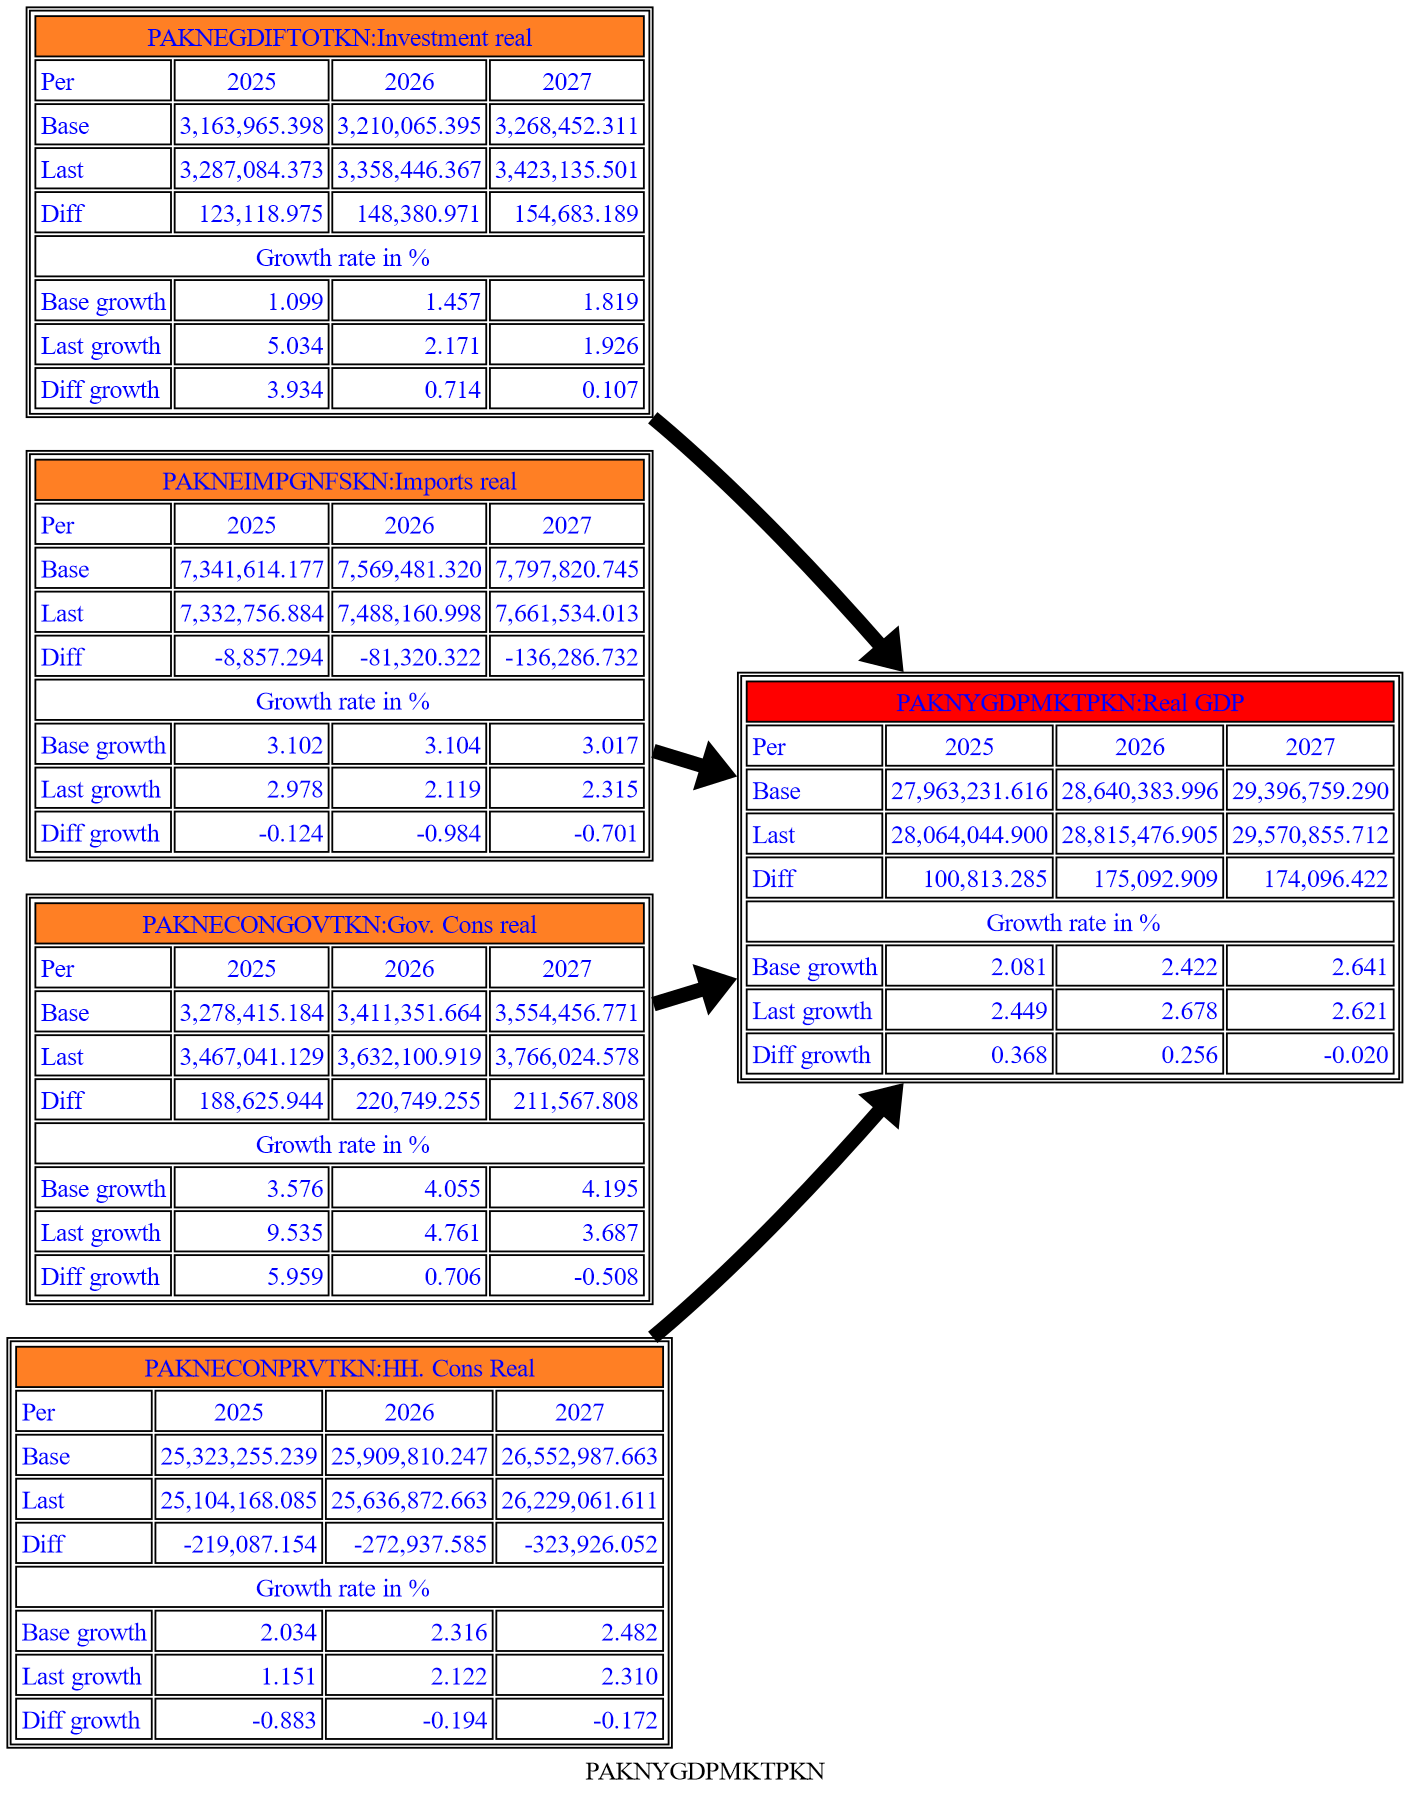 PAKNEGDIFTOTKN:Investment real
Per 2025 2026 2027
Base 3,163,965.398 3,210,065.395 3,268,452.311
Last 3,287,084.373 3,358,446.367 3,423,135.501
Diff 123,118.975 148,380.971 154,683.189
Growth rate in %
Base growth 1.099 1.457 1.819
Last growth 5.034 2.171 1.926
Diff growth 3.934 0.714 0.107
PAKNEIMPGNFSKN:Imports real
Per 2025 2026 2027
Base 7,341,614.177 7,569,481.320 7,797,820.745
Last 7,332,756.884 7,488,160.998 7,661,534.013
Diff -8,857.294 -81,320.322 -136,286.732
Growth rate in %
Base growth 3.102 3.104 3.017
Last growth 2.978 2.119 2.315
Diff growth -0.124 -0.984 -0.701
PAKNECONGOVTKN:Gov. Cons real
Per 2025 2026 2027
Base 3,278,415.184 3,411,351.664 3,554,456.771
Last 3,467,041.129 3,632,100.919 3,766,024.578
Diff 188,625.944 220,749.255 211,567.808
Growth rate in %
Base growth 3.576 4.055 4.195
Last growth 9.535 4.761 3.687
Diff growth 5.959 0.706 -0.508
PAKNECONPRVTKN:HH. Cons Real
Per 2025 2026 2027
Base 25,323,255.239 25,909,810.247 26,552,987.663
Last 25,104,168.085 25,636,872.663 26,229,061.611
Diff -219,087.154 -272,937.585 -323,926.052
Growth rate in %
Base growth 2.034 2.316 2.482
Last growth 1.151 2.122 2.310
Diff growth -0.883 -0.194 -0.172
PAKNYGDPMKTPKN:Real GDP
Per 2025 2026 2027
Base 27,963,231.616 28,640,383.996 29,396,759.290
Last 28,064,044.900 28,815,476.905 29,570,855.712
Diff 100,813.285 175,092.909 174,096.422
Growth rate in %
Base growth 2.081 2.422 2.641
Last growth 2.449 2.678 2.621
Diff growth 0.368 0.256 -0.020
PAKNYGDPMKTPKN